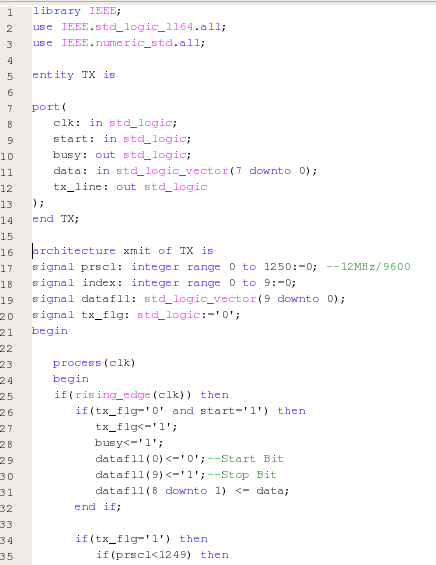 1 library IEEE;
2 use IEEE.std_logic_1164.all;
3 use IEEE.numeric_std.all;
4
5 entity TX is
6
7 port(
8 clk: in std_logic;
9 start: in std_logic;
10 busy: out std_logic;
11 data: in std_logic_vector(7 downto 0);
12 tx_line: out std_logic
13 );
14 end TX;
15
16 architecture xmit of TX is
17 signal prscl: integer range 0 to 1250:=0; --12MHz/9600
18 signal index: integer range 0 to 9:=0;
19 signal datafll: std_logic_vector(9 downto 0);
20 signal tx_flg: std_logic:='0';
21 begin
22
23 process(clk)
24 begin
25 if(rising_edge(clk)) then
26 if(tx_flg='0' and start='1') then
27 tx_flg<='1';
28 busy<='1';
29 datafll(0)<='0';--Start Bit
30 datafll(9)<='1';--Stop Bit
31 datafll(8 downto 1) <= data;
32 end if;
33
34 if(tx_flg='1') then
35 if(prscl<1249) then